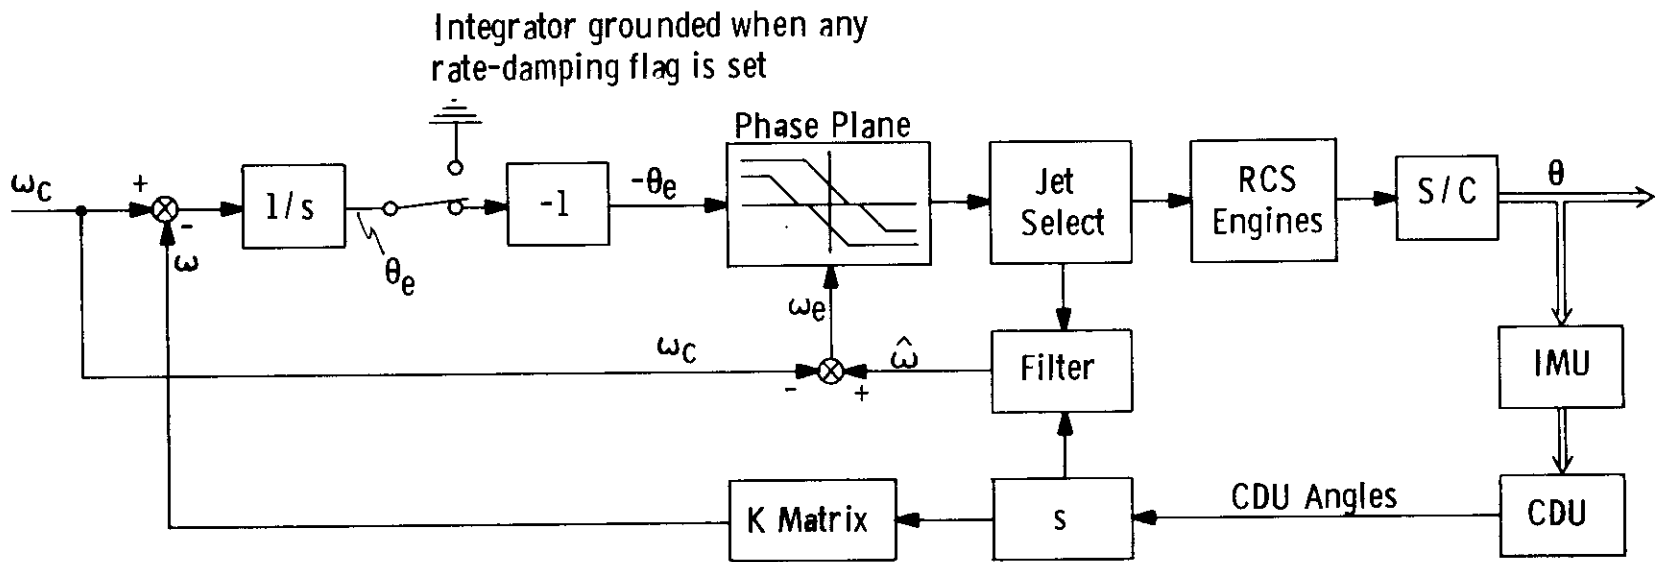 Integrator grounded when any
rate-damping flag is set
Phase Plane
ωc
+
-
ω
1/s
θe
-1
-θe
Jet
Select
RCS
Engines
S/C
θ
ωe
ωc
-
+
ω̂
Filter
IMU
K Matrix
s
CDU Angles
CDU